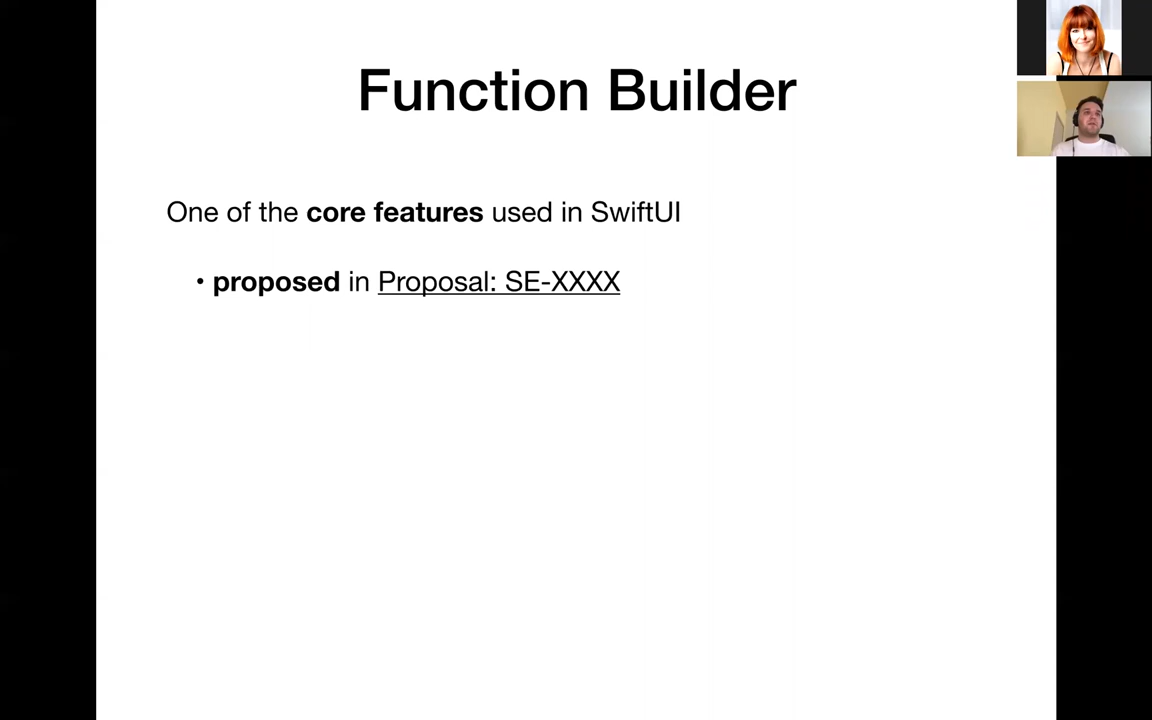 Function Builder
One of the core features used in SwiftUI
• proposed in Proposal: SE-XXXX